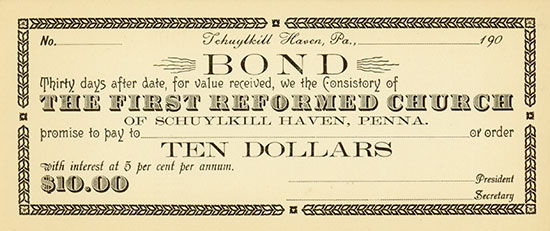 No. Schuylkill Haven, Pa., 190
BOND
Thirty days after date, for value received, we the Consistory of
THE FIRST REFORMED CHURCH
OF SCHUYLKILL HAVEN, PENNA.
promise to pay to or order
TEN DOLLARS
with interest at 5 per cent per annum.
$10.00
President
Secretary